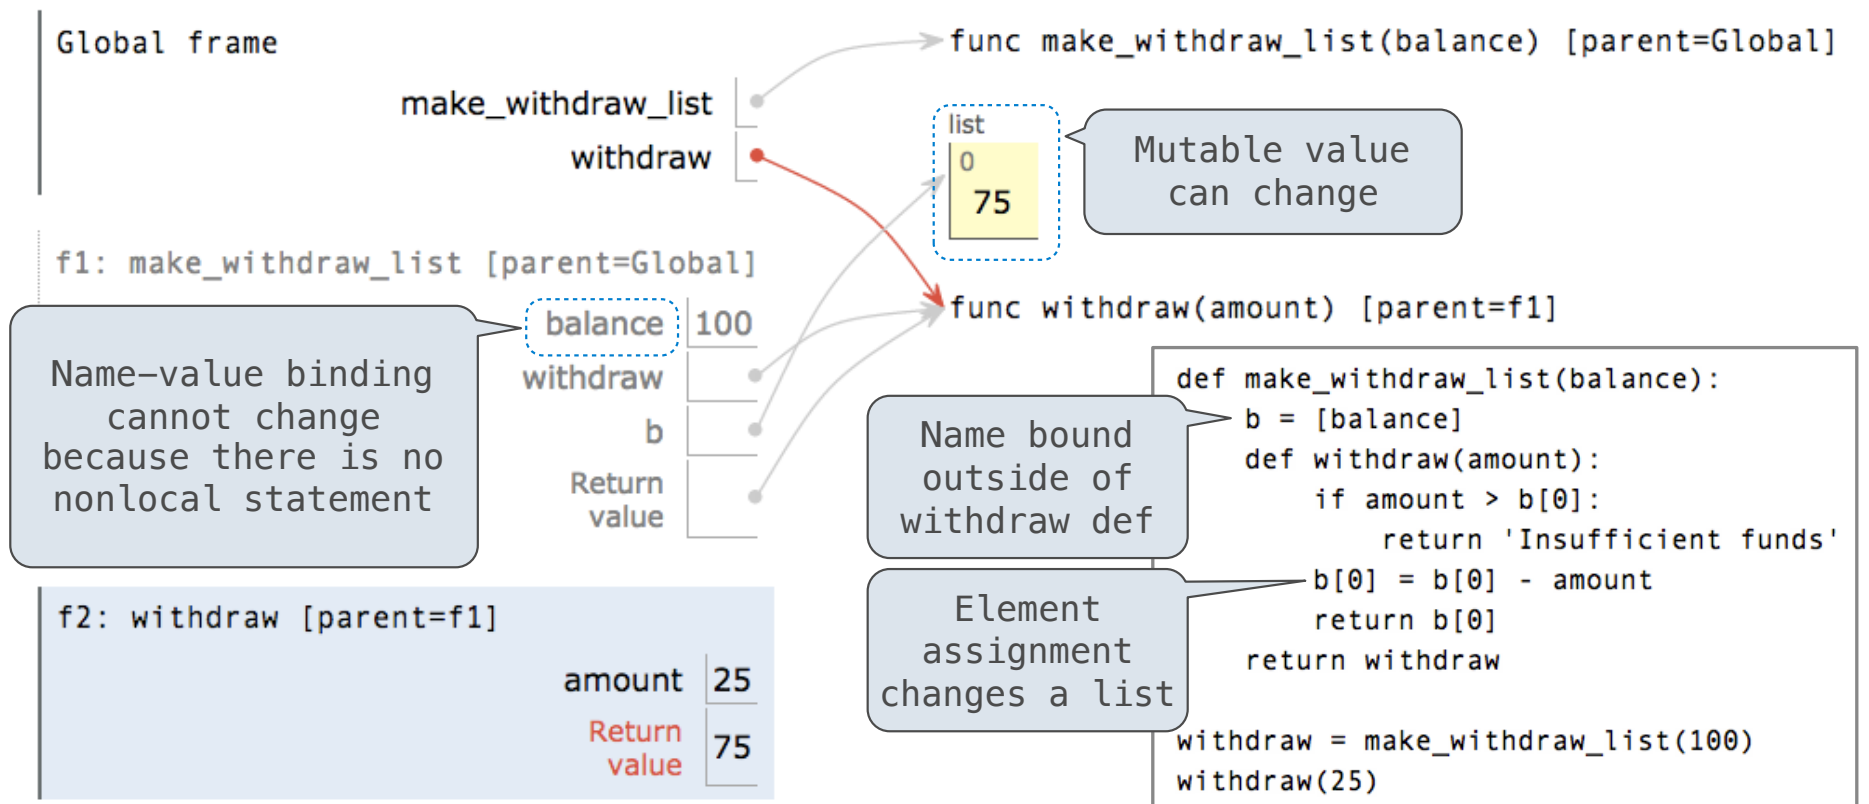 Global frame
make_withdraw_list
withdraw
func make_withdraw_list(balance) [parent=Global]
list
0
75
Mutable value
can change
f1: make_withdraw_list [parent=Global]
balance 100
withdraw
b
Return
value
func withdraw(amount) [parent=f1]
Name-value binding
cannot change
because there is no
nonlocal statement
f2: withdraw [parent=f1]
amount 25
Return
value 75
Name bound
outside of
withdraw def
Element
assignment
changes a list
def make_withdraw_list(balance):
    b = [balance]
    def withdraw(amount):
        if amount > b[0]:
            return 'Insufficient funds'
        b[0] = b[0] - amount
        return b[0]
    return withdraw
withdraw = make_withdraw_list(100)
withdraw(25)